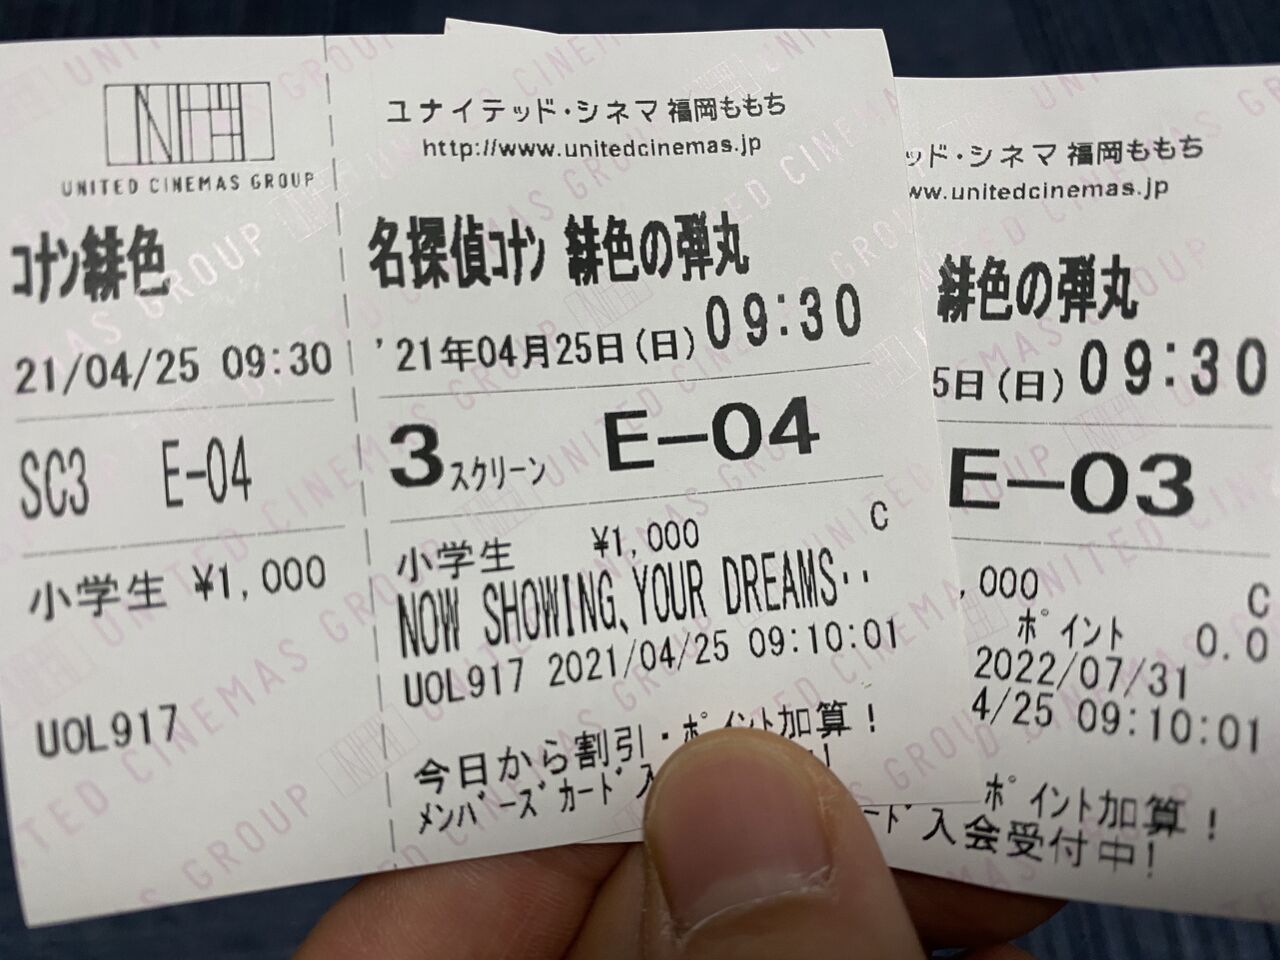 UNITED CINEMAS GROUP
コナン緋色
21/04/25 09:30
SC3 E-04
小学生 ¥1,000
UOL917
ユナイテッド・シネマ 福岡ももち
http://www.unitedcinemas.jp
名探偵コナン 緋色の弾丸
'21年04月25日(日) 09:30
3スクリーン E-04
小学生 ¥1,000 C
NOW SHOWING、YOUR DREAMS・・
UOL917 2021/04/25 09:10:01
今日から割引・ポイント加算!
メンバーズカード入
ッド・シネマ 福岡ももち
ww.unitedcinemas.jp
緋色の弾丸
5日(日) 09:30
E-03
,000 C
ポイント 0.0
2022/07/31
4/25 09:10:01
ポイント加算!
ード入会受付中!